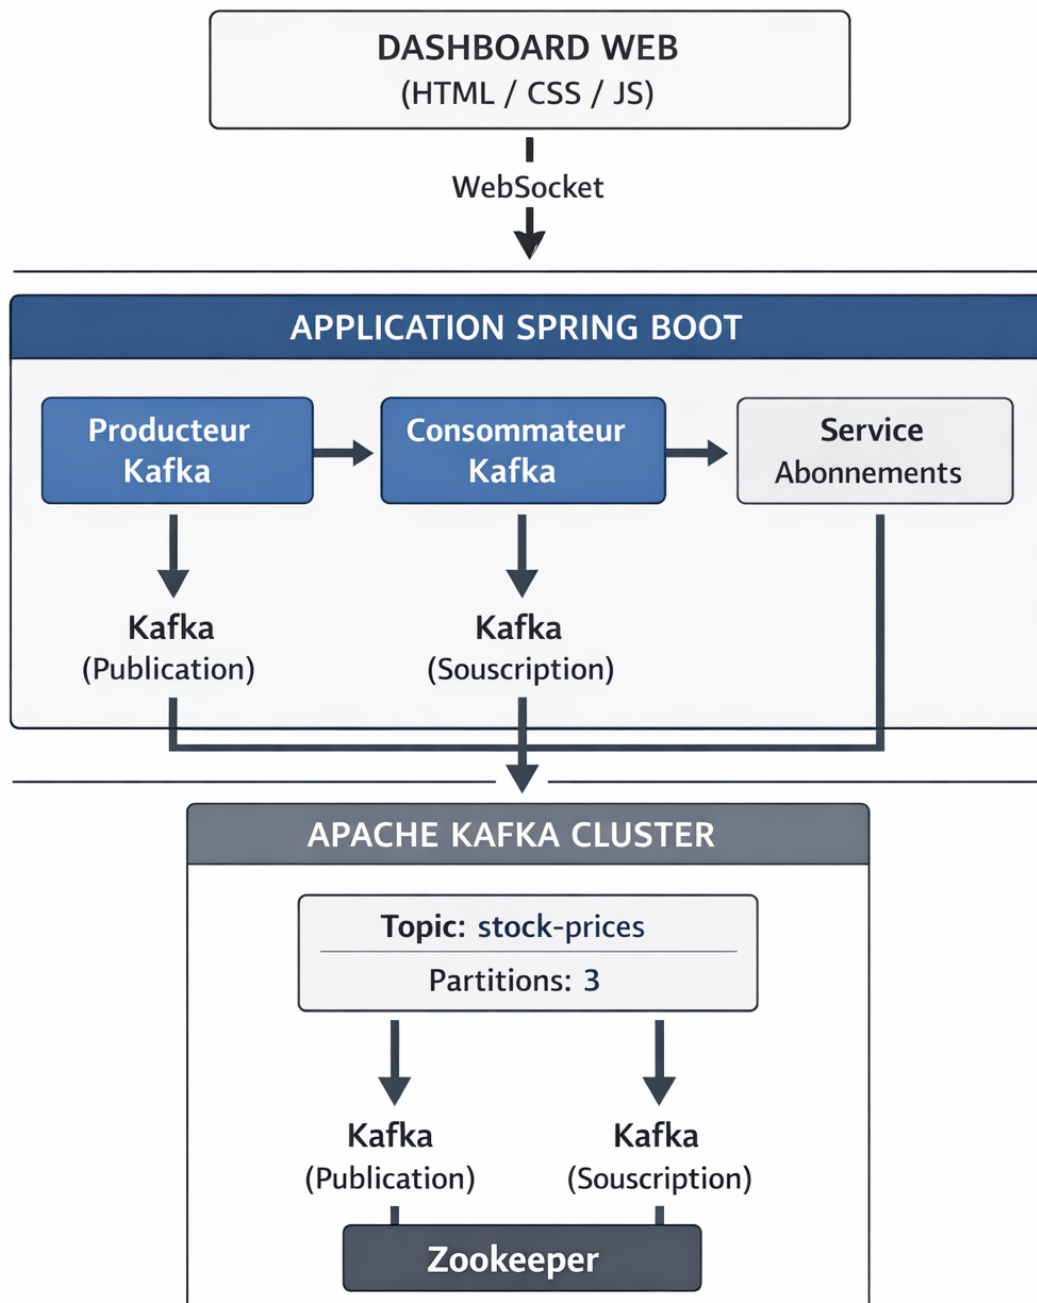 DASHBOARD WEB
(HTML / CSS / JS)
WebSocket
APPLICATION SPRING BOOT
Producteur
Kafka
Consommateur
Kafka
Service
Abonnements
Kafka
(Publication)
Kafka
(Souscription)
APACHE KAFKA CLUSTER
Topic: stock-prices
Partitions: 3
Kafka
(Publication)
Kafka
(Souscription)
Zookeeper